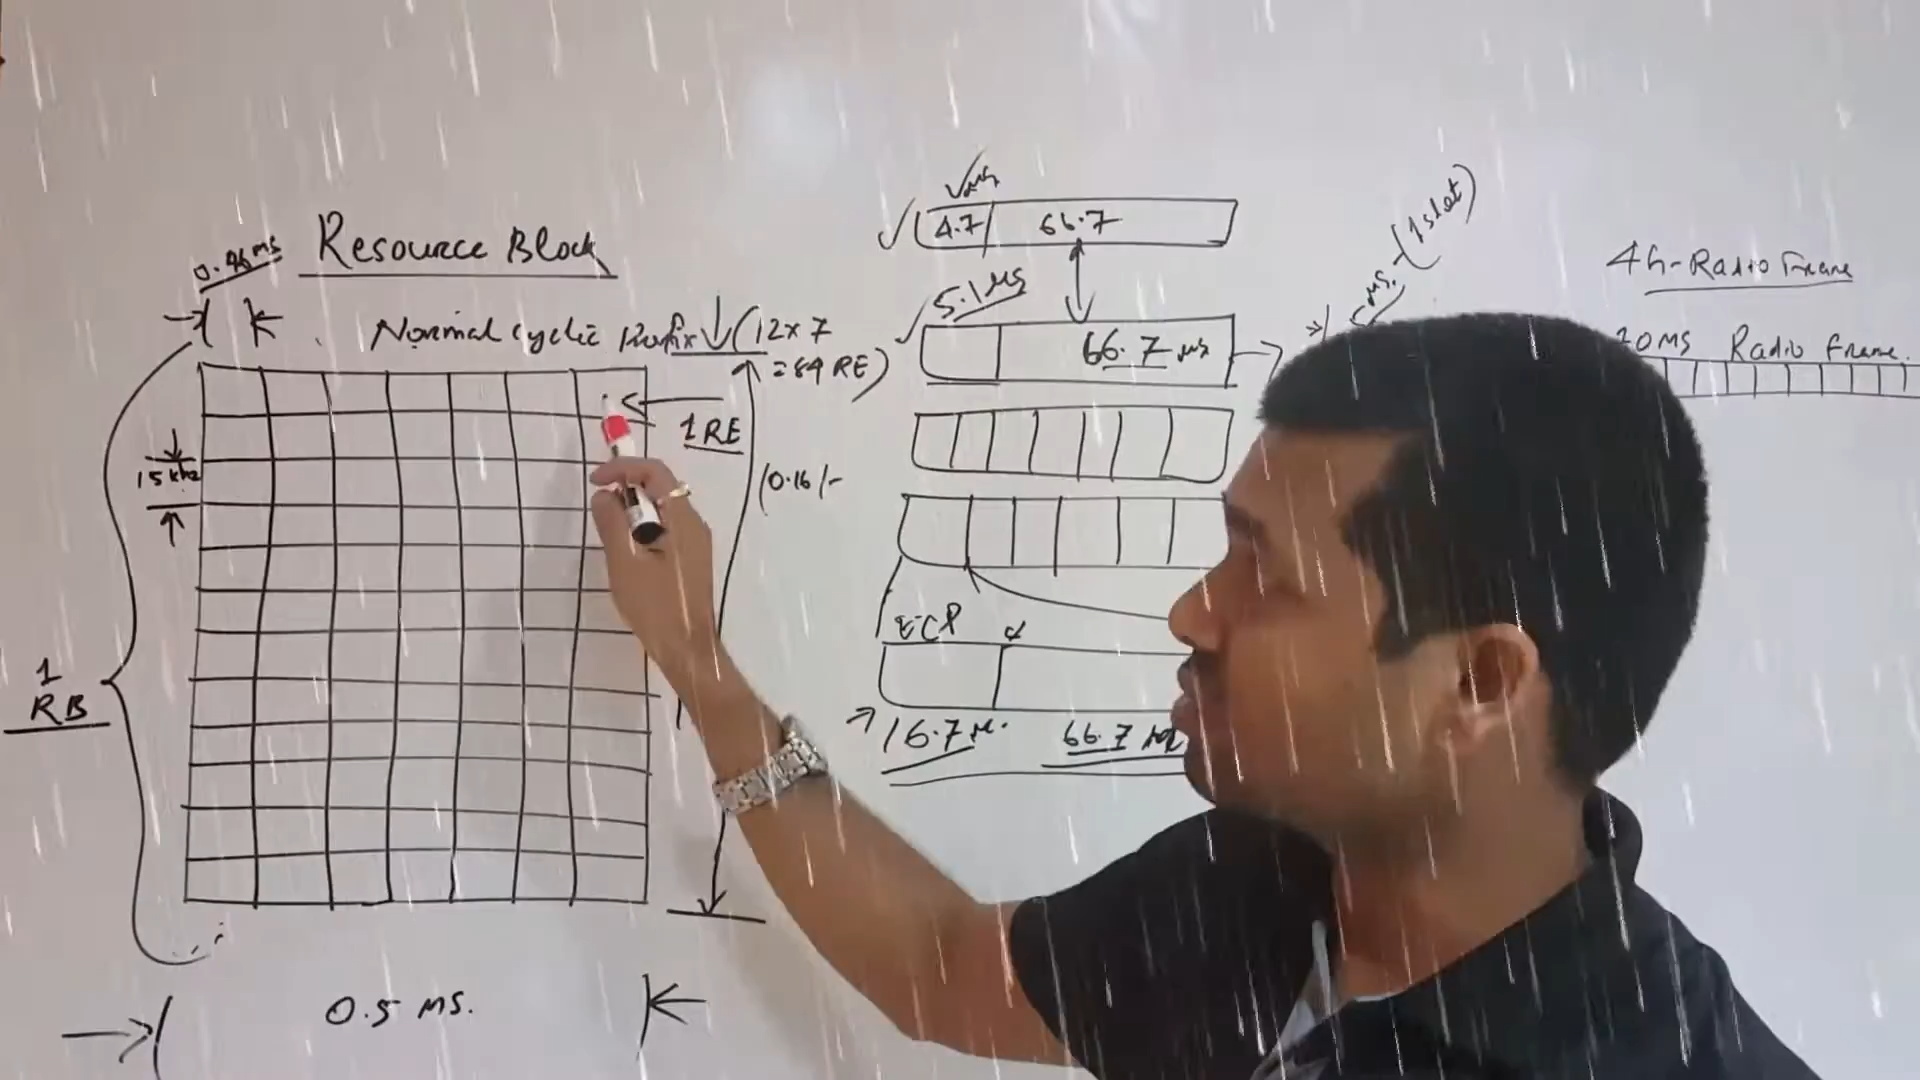 Resource Block
0.46 ms
Normal Cyclic Prefix ↓ (12x7
= 84 RE)
1 RE
15 khz
1
RB
0.5 MS.
4.7 66.7
5.1 μs
66.7 μs
ECP
16.7 μ.
66.7
μs. - (1 slot)
4G - Radio Frame
10 MS Radio Frame.